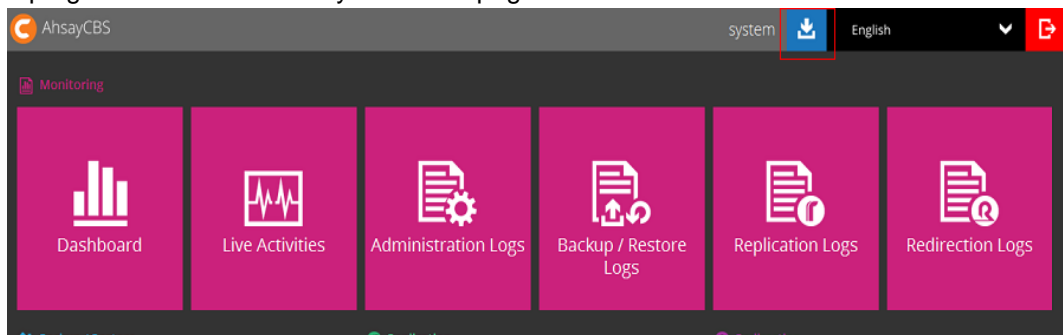 AhsayCBS
system
English
Monitoring
Dashboard
Live Activities
Administration Logs
Backup / Restore
Logs
Replication Logs
Redirection Logs